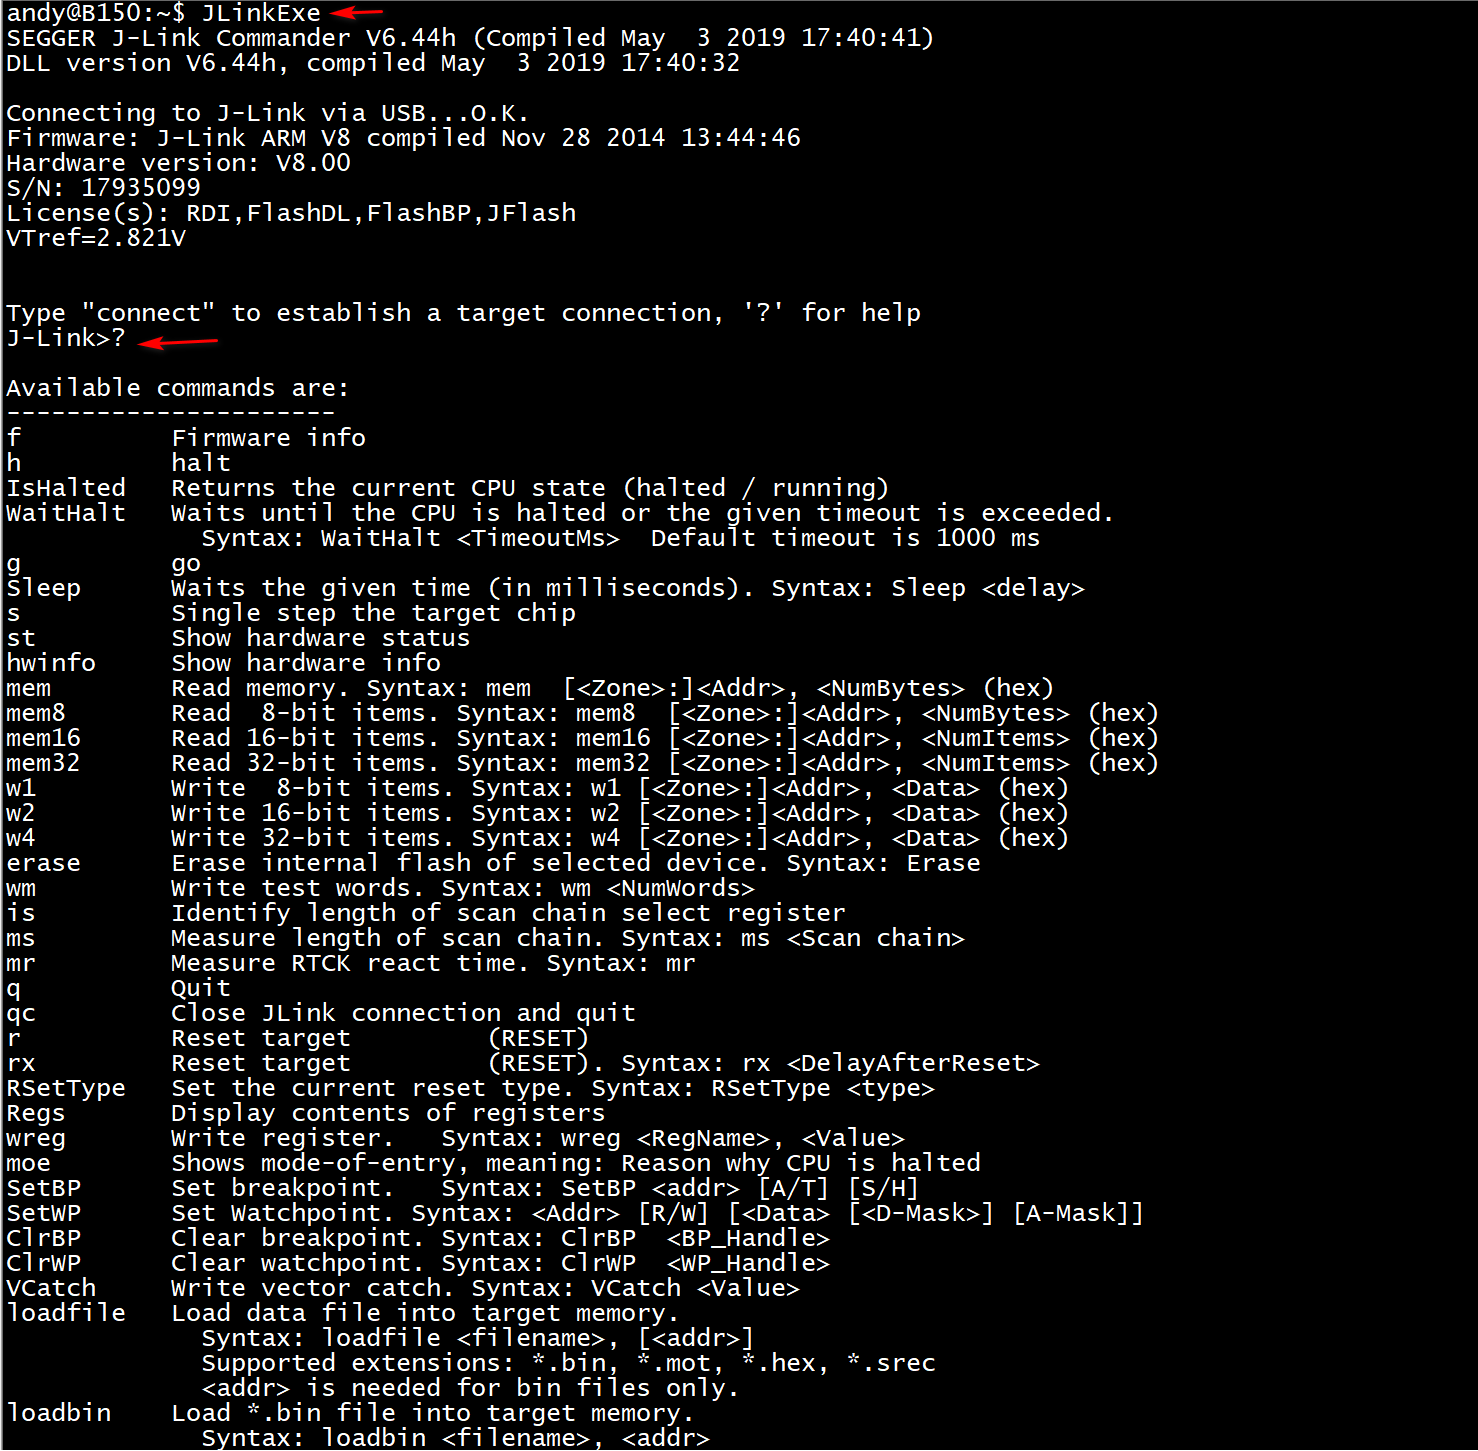 andy@B150:~$ JLinkExe
SEGGER J-Link Commander V6.44h (Compiled May  3 2019 17:40:41)
DLL version V6.44h, compiled May  3 2019 17:40:32
Connecting to J-Link via USB...O.K.
Firmware: J-Link ARM V8 compiled Nov 28 2014 13:44:46
Hardware version: V8.00
S/N: 17935099
License(s): RDI,FlashDL,FlashBP,JFlash
VTref=2.821V
Type "connect" to establish a target connection, '?' for help
J-Link>?
Available commands are:
----------------------
f          Firmware info
h          halt
IsHalted   Returns the current CPU state (halted / running)
WaitHalt   Waits until the CPU is halted or the given timeout is exceeded.
             Syntax: WaitHalt <TimeoutMs>  Default timeout is 1000 ms
g          go
Sleep      Waits the given time (in milliseconds). Syntax: Sleep <delay>
s          Single step the target chip
st         Show hardware status
hwinfo     Show hardware info
mem        Read memory. Syntax: mem  [<Zone>:]<Addr>, <NumBytes> (hex)
mem8       Read  8-bit items. Syntax: mem8  [<Zone>:]<Addr>, <NumBytes> (hex)
mem16      Read 16-bit items. Syntax: mem16 [<Zone>:]<Addr>, <NumItems> (hex)
mem32      Read 32-bit items. Syntax: mem32 [<Zone>:]<Addr>, <NumItems> (hex)
w1         Write  8-bit items. Syntax: w1 [<Zone>:]<Addr>, <Data> (hex)
w2         Write 16-bit items. Syntax: w2 [<Zone>:]<Addr>, <Data> (hex)
w4         Write 32-bit items. Syntax: w4 [<Zone>:]<Addr>, <Data> (hex)
erase      Erase internal flash of selected device. Syntax: Erase
wm         Write test words. Syntax: wm <NumWords>
is         Identify length of scan chain select register
ms         Measure length of scan chain. Syntax: ms <Scan chain>
mr         Measure RTCK react time. Syntax: mr
q          Quit
qc         Close JLink connection and quit
r          Reset target         (RESET)
rx         Reset target         (RESET). Syntax: rx <DelayAfterReset>
RSetType   Set the current reset type. Syntax: RSetType <type>
Regs       Display contents of registers
wreg       Write register.   Syntax: wreg <RegName>, <Value>
moe        Shows mode-of-entry, meaning: Reason why CPU is halted
SetBP      Set breakpoint.   Syntax: SetBP <addr> [A/T] [S/H]
SetWP      Set Watchpoint. Syntax: <Addr> [R/W] [<Data> [<D-Mask>] [A-Mask]]
ClrBP      Clear breakpoint. Syntax: ClrBP  <BP_Handle>
ClrWP      Clear watchpoint. Syntax: ClrWP  <WP_Handle>
VCatch     Write vector catch. Syntax: VCatch <Value>
loadfile   Load data file into target memory.
             Syntax: loadfile <filename>, [<addr>]
             Supported extensions: *.bin, *.mot, *.hex, *.srec
             <addr> is needed for bin files only.
loadbin    Load *.bin file into target memory.
             Syntax: loadbin <filename>, <addr>